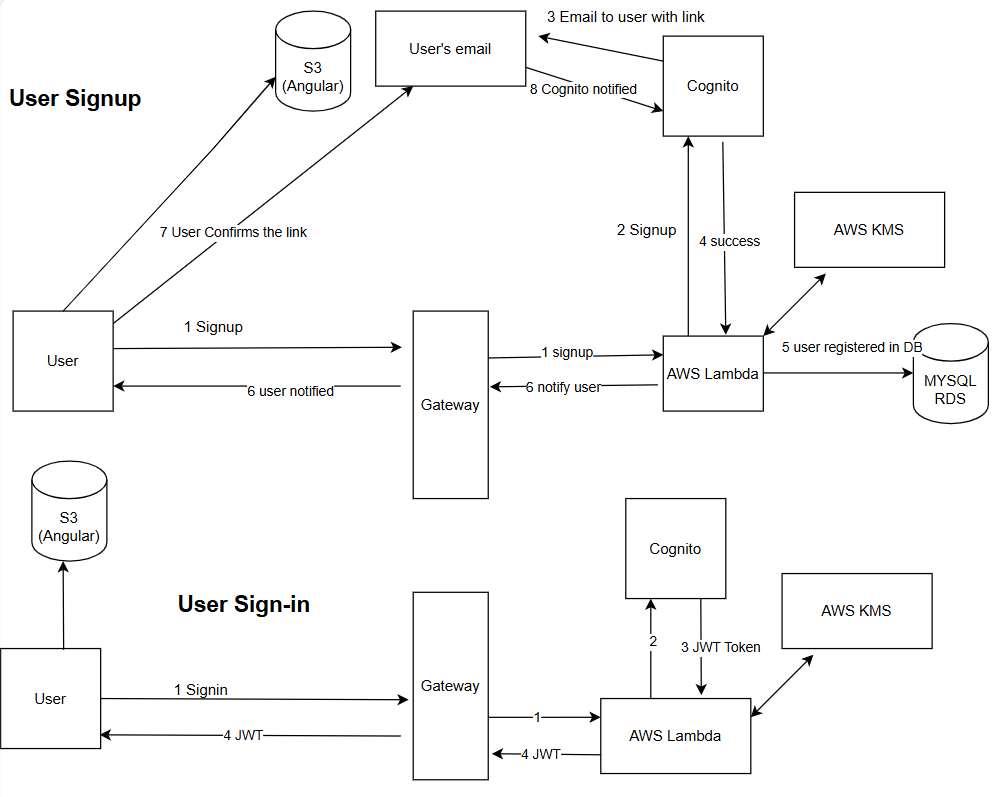 3 Email to user with link
User's email
S3
(Angular)
8 Cognito notified
Cognito
User Signup
7 User Confirms the link
2 Signup
4 success
AWS KMS
1 Signup
1 signup
5 user registered in DB
User
AWS Lambda
MYSQL
RDS
6 user notified
6 notify user
Gateway
S3
(Angular)
Cognito
User Sign-in
AWS KMS
2
3 JWT Token
Gateway
1 Signin
User
1
4 JWT
AWS Lambda
4 JWT